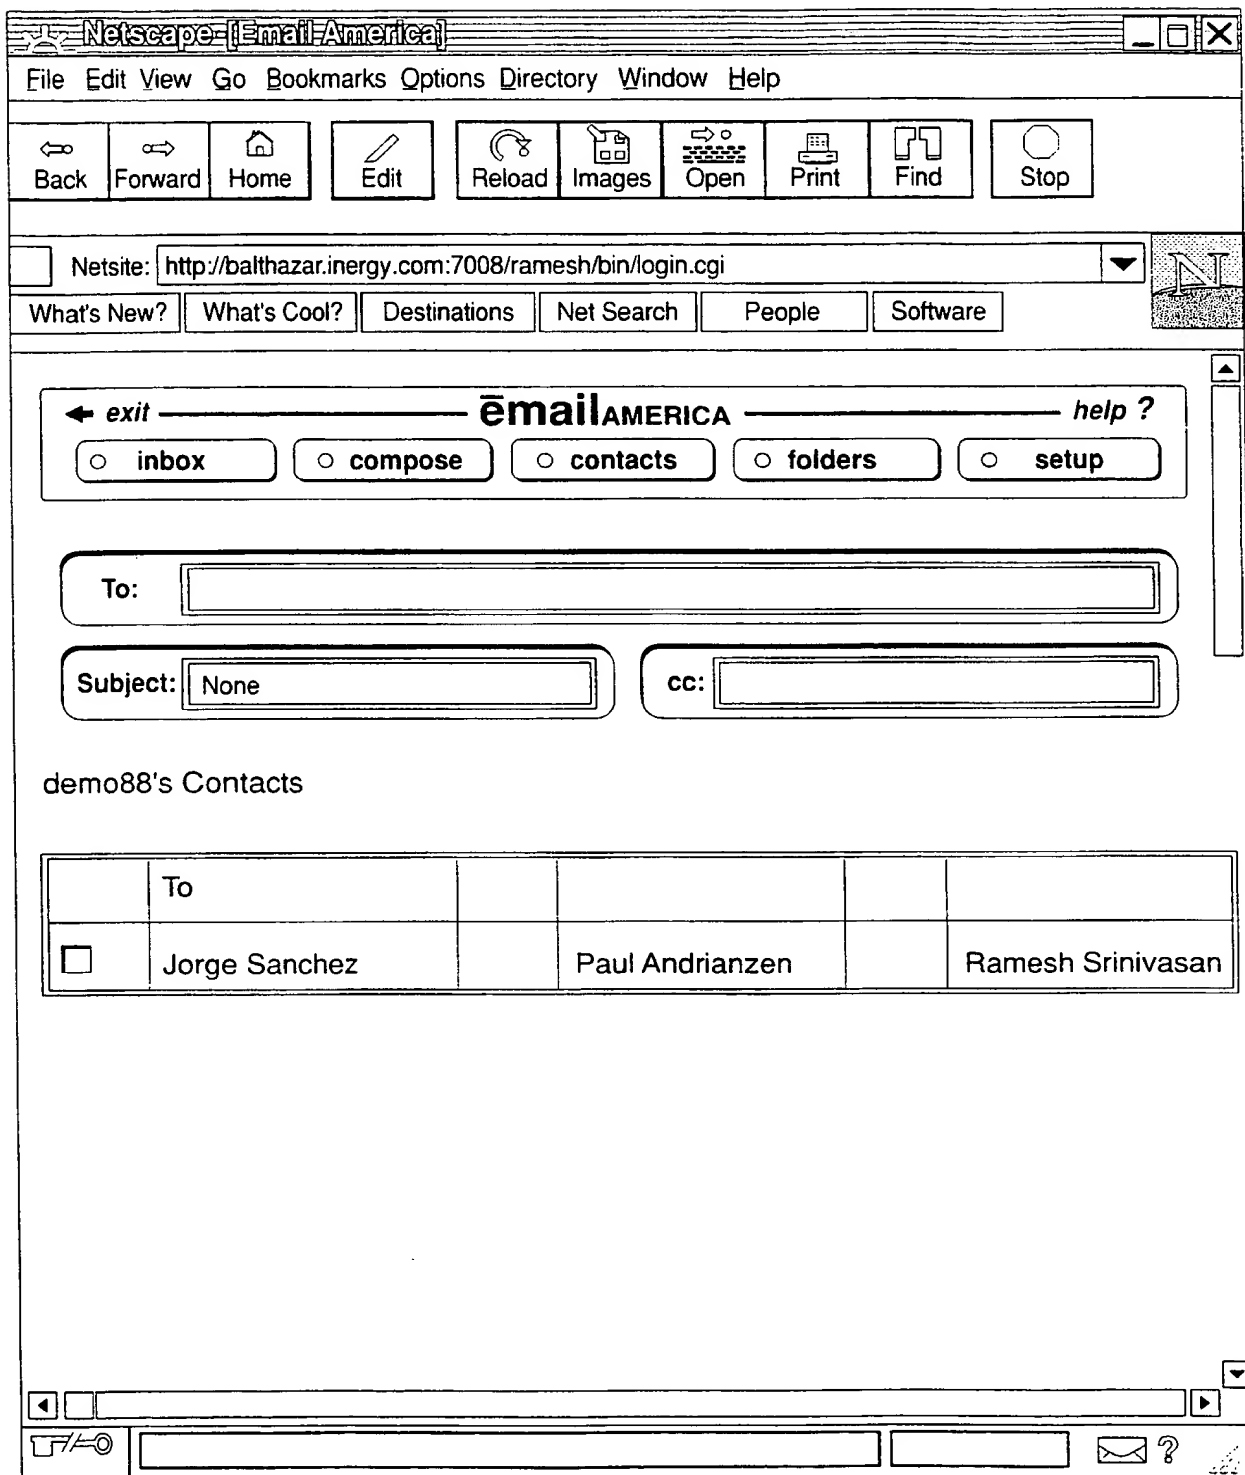 Netscape-[Email America]
File Edit View Go Bookmarks Options Directory Window Help
Back Forward Home Edit Reload Images Open Print Find Stop
Netsite: http://balthazar.inergy.com:7008/ramesh/bin/login.cgi
N
What's New? What's Cool? Destinations Net Search People Software
exit ēmailAMERICA help ?
inbox compose contacts folders setup
To:
Subject: None cc:
demo88's Contacts
To
Jorge Sanchez Paul Andrianzen Ramesh Srinivasan
?